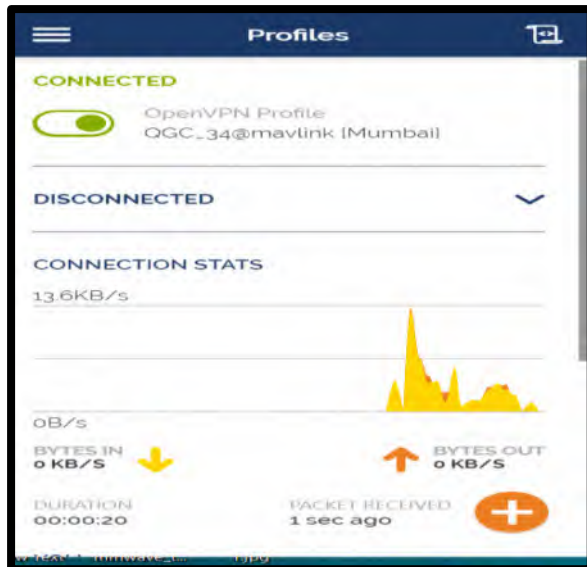 Profiles
CONNECTED
OpenVPN Profile
QGC_34@mavlink [Mumbai]
DISCONNECTED
CONNECTION STATS
13.6KB/s
0B/s
BYTES IN
0 KB/S
BYTES OUT
0 KB/S
DURATION
00:00:20
PACKET RECEIVED
1 sec ago